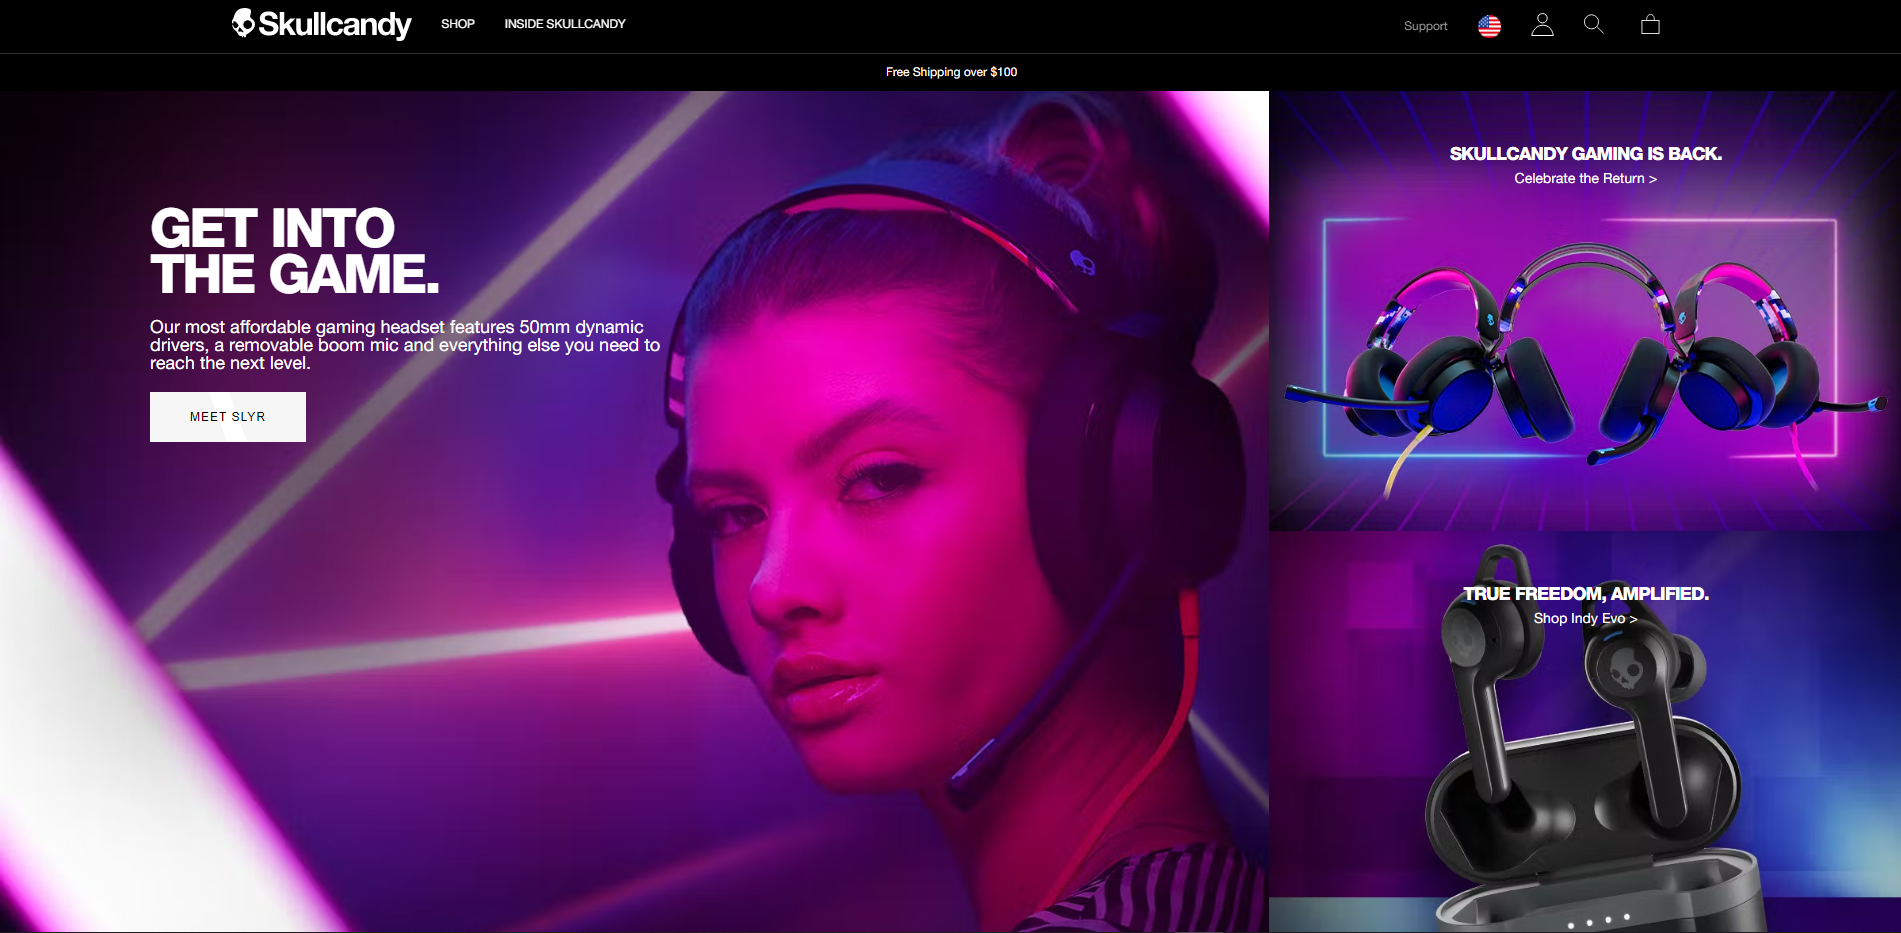 Skullcandy
SHOP
INSIDE SKULLCANDY
Support
Free Shipping over $100
GET INTO
THE GAME.
Our most affordable gaming headset features 50mm dynamic
drivers, a removable boom mic and everything else you need to
reach the next level.
MEET SLYR
SKULLCANDY GAMING IS BACK.
Celebrate the Return >
TRUE FREEDOM, AMPLIFIED.
Shop Indy Evo >